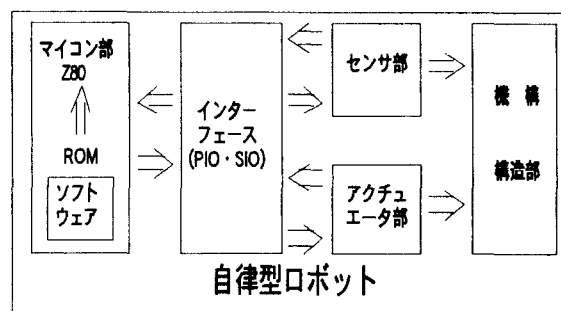 マイコン部
Z80
ROM
ソフト
ウェア
インター
フェース
(PIO・SIO)
センサ部
アクチュ
エータ部
機 構
構造部
自律型ロボット